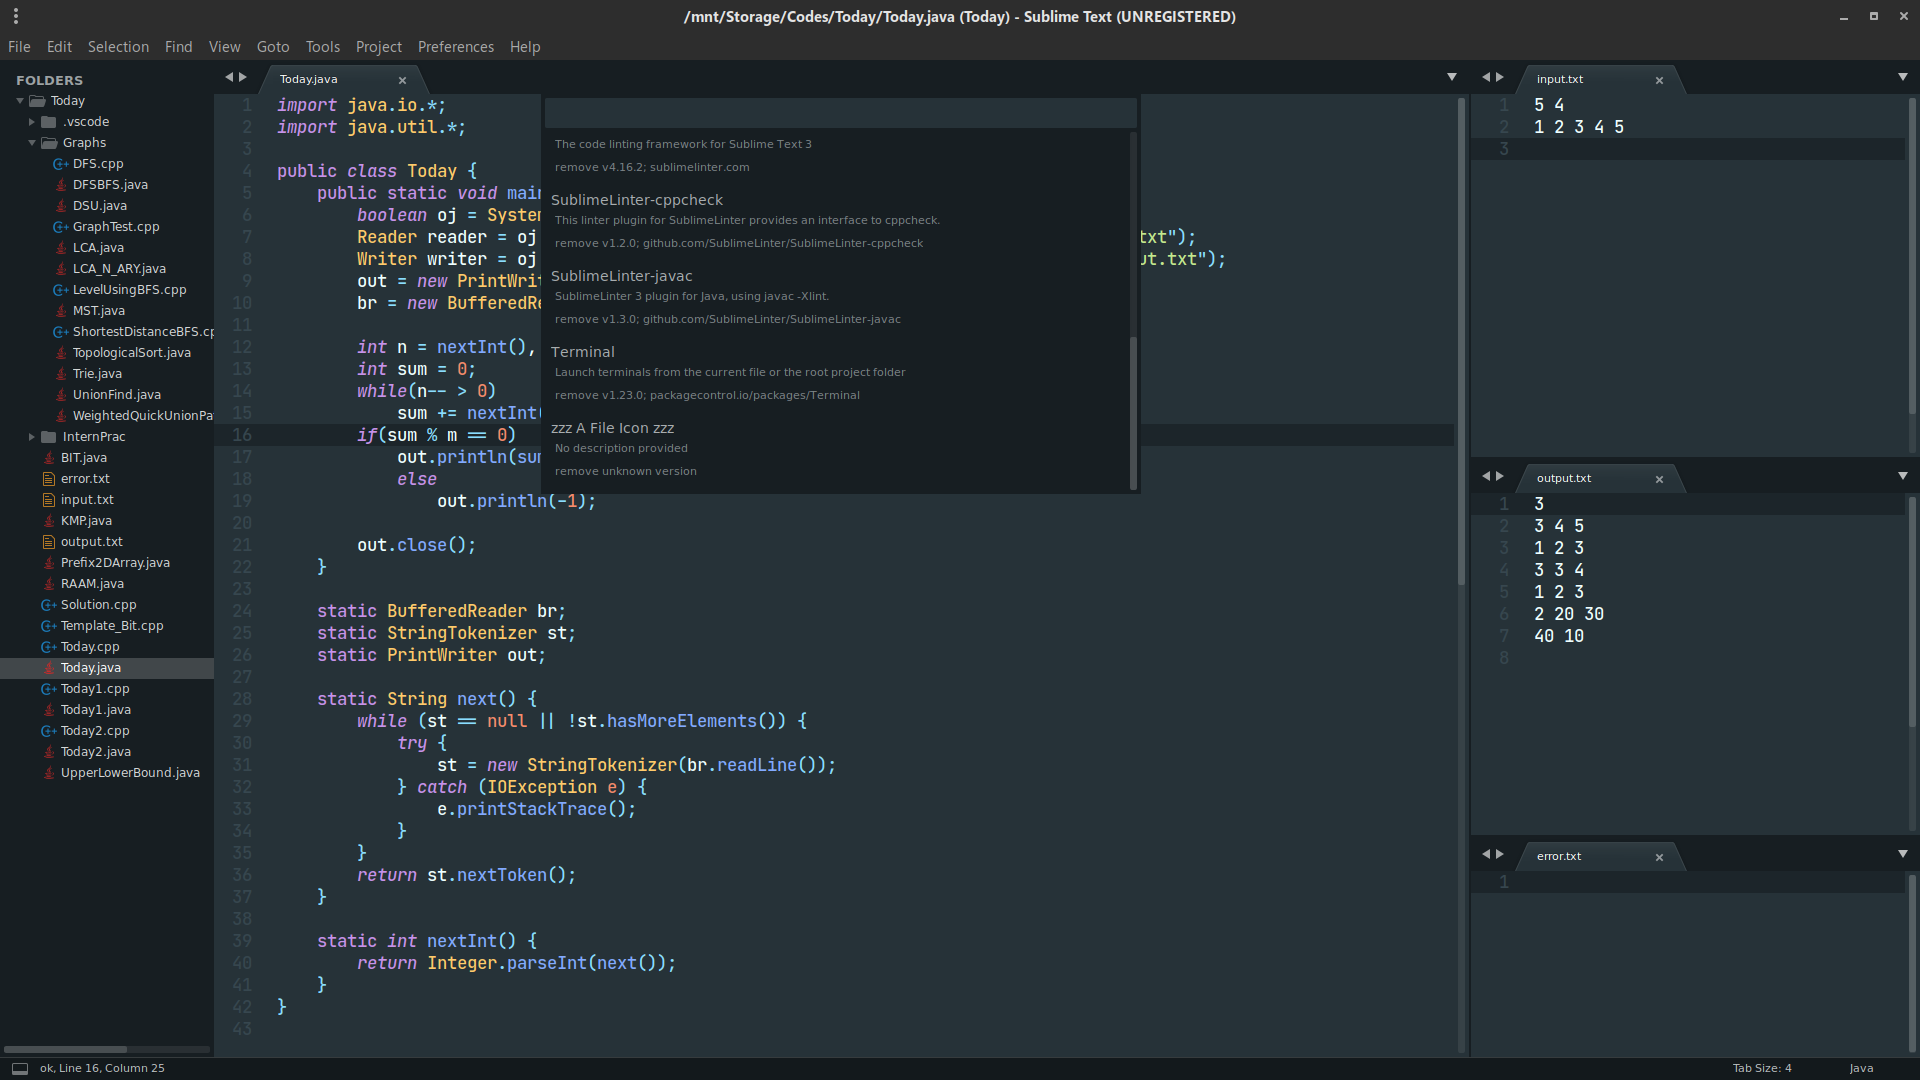 /mnt/Storage/Codes/Today/Today.java (Today) - Sublime Text (UNREGISTERED)
File Edit Selection Find View Goto Tools Project Preferences Help
FOLDERS
Today
.vscode
Graphs
DFS.cpp
DFSBFS.java
DSU.java
GraphTest.cpp
LCA.java
LCA_N_ARY.java
LevelUsingBFS.cpp
MST.java
ShortestDistanceBFS.cp
TopologicalSort.java
Trie.java
UnionFind.java
WeightedQuickUnionPa
InternPrac
BIT.java
error.txt
input.txt
KMP.java
output.txt
Prefix2DArray.java
RAAM.java
Solution.cpp
Template_Bit.cpp
Today.cpp
Today.java
Today1.cpp
Today1.java
Today2.cpp
Today2.java
UpperLowerBound.java
Today.java
1 import java.io.*;
2 import java.util.*;
3
4 public class Today {
5 public static void main
6 boolean oj = System
7 Reader reader = oj txt");
8 Writer writer = oj ut.txt");
9 out = new PrintWrit
10 br = new BufferedRe
11
12 int n = nextInt(),
13 int sum = 0;
14 while(n-- > 0)
15 sum += nextInt(
16 if(sum % m == 0)
17 out.println(sum
18 else
19 out.println(-1);
20
21 out.close();
22 }
23
24 static BufferedReader br;
25 static StringTokenizer st;
26 static PrintWriter out;
27
28 static String next() {
29 while (st == null || !st.hasMoreElements()) {
30 try {
31 st = new StringTokenizer(br.readLine());
32 } catch (IOException e) {
33 e.printStackTrace();
34 }
35 }
36 return st.nextToken();
37 }
38
39 static int nextInt() {
40 return Integer.parseInt(next());
41 }
42 }
43
The code linting framework for Sublime Text 3
remove v4.16.2; sublimelinter.com
SublimeLinter-cppcheck
This linter plugin for SublimeLinter provides an interface to cppcheck.
remove v1.2.0; github.com/SublimeLinter/SublimeLinter-cppcheck
SublimeLinter-javac
SublimeLinter 3 plugin for Java, using javac -Xlint.
remove v1.3.0; github.com/SublimeLinter/SublimeLinter-javac
Terminal
Launch terminals from the current file or the root project folder
remove v1.23.0; packagecontrol.io/packages/Terminal
zzz A File Icon zzz
No description provided
remove unknown version
input.txt
1 5 4
2 1 2 3 4 5
3
output.txt
1 3
2 3 4 5
3 1 2 3
4 3 3 4
5 1 2 3
6 2 20 30
7 40 10
8
error.txt
1
ok, Line 16, Column 25
Tab Size: 4
Java